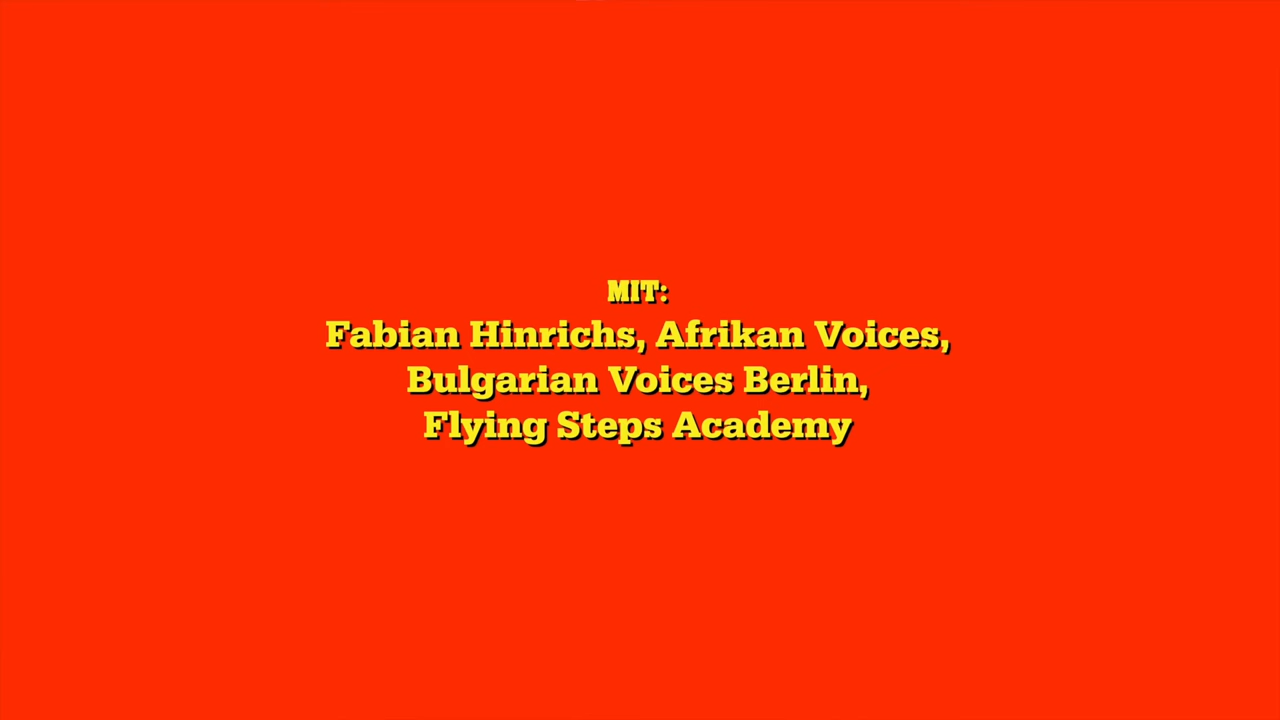 MIT:
Fabian Hinrichs, Afrikan Voices,
Bulgarian Voices Berlin,
Flying Steps Academy